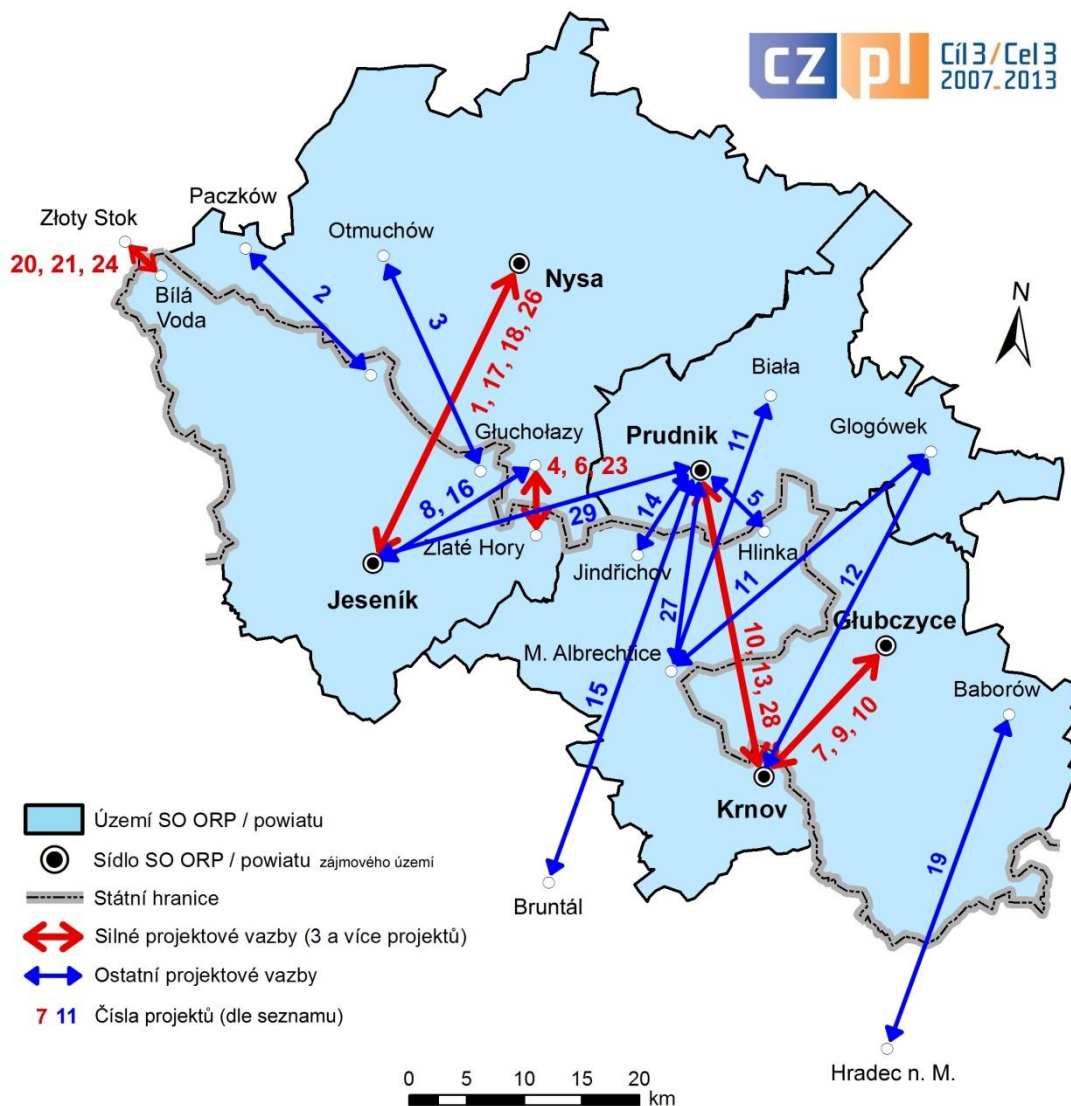 cz pl Cíl 3 / Cel 3
2007_2013
Paczków
Złoty Stok
Otmuchów
20, 21, 24
Nysa
Bílá
Voda
2
3
1, 17, 18, 26
N
Biała
Głuchołazy
Prudnik
11
Glogówek
4, 6, 23
8, 16
29
14
5
Zlaté Hory
Jindřichov
Hlinka
Jeseník
11
12
27
Głubczyce
M. Albrechtice
15
10, 13, 28
7, 9, 10
Baborów
Krnov
19
Bruntál
Hradec n. M.
Území SO ORP / powiatu
Sídlo SO ORP / powiatu zájmového území
Státní hranice
Silné projektové vazby (3 a více projektů)
Ostatní projektové vazby
7 11 Čísla projektů (dle seznamu)
0 5 10 15 20
km